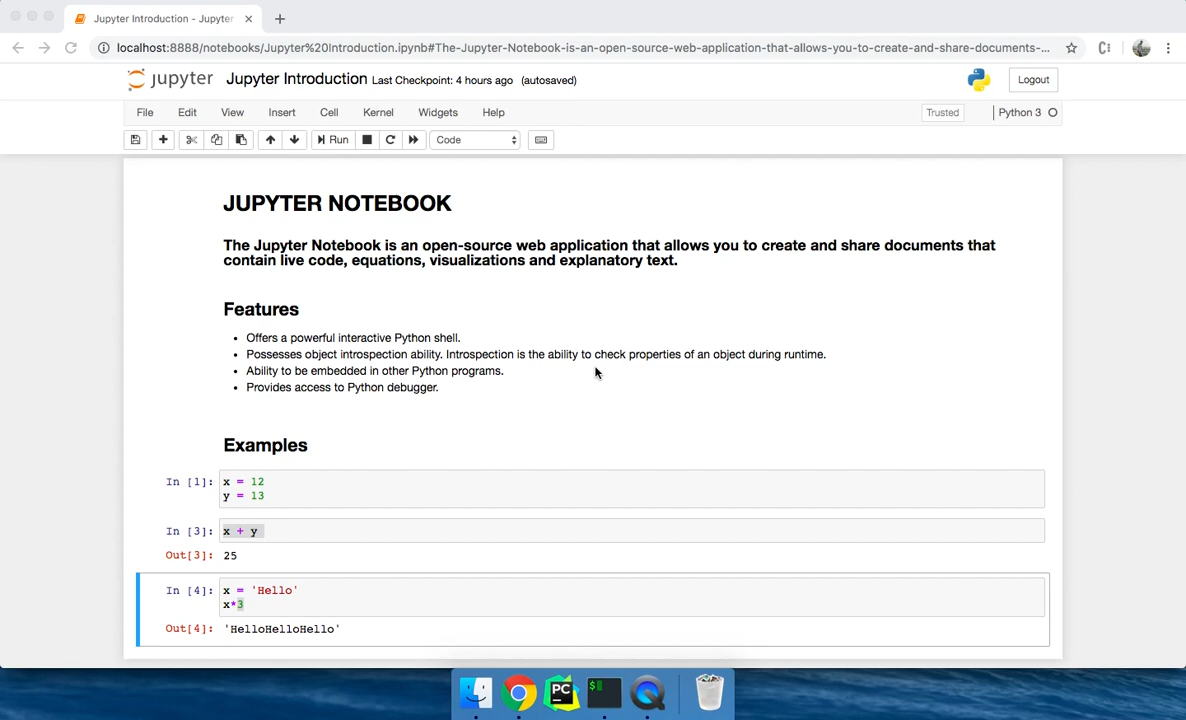 Jupyter Introduction - Jupyter
localhost:8888/notebooks/Jupyter%20Introduction.ipynb#The-Jupyter-Notebook-is-an-open-source-web-application-that-allows-you-to-create-and-share-documents-...
jupyter Jupyter Introduction Last Checkpoint: 4 hours ago (autosaved) Logout
File Edit View Insert Cell Kernel Widgets Help Trusted Python 3
Run Code
JUPYTER NOTEBOOK
The Jupyter Notebook is an open-source web application that allows you to create and share documents that
contain live code, equations, visualizations and explanatory text.
Features
• Offers a powerful interactive Python shell.
• Possesses object introspection ability. Introspection is the ability to check properties of an object during runtime.
• Ability to be embedded in other Python programs.
• Provides access to Python debugger.
Examples
In [1]: x = 12
y = 13
In [3]: x + y
Out[3]: 25
In [4]: x = 'Hello'
x*3
Out[4]: 'HelloHelloHello'
PC $